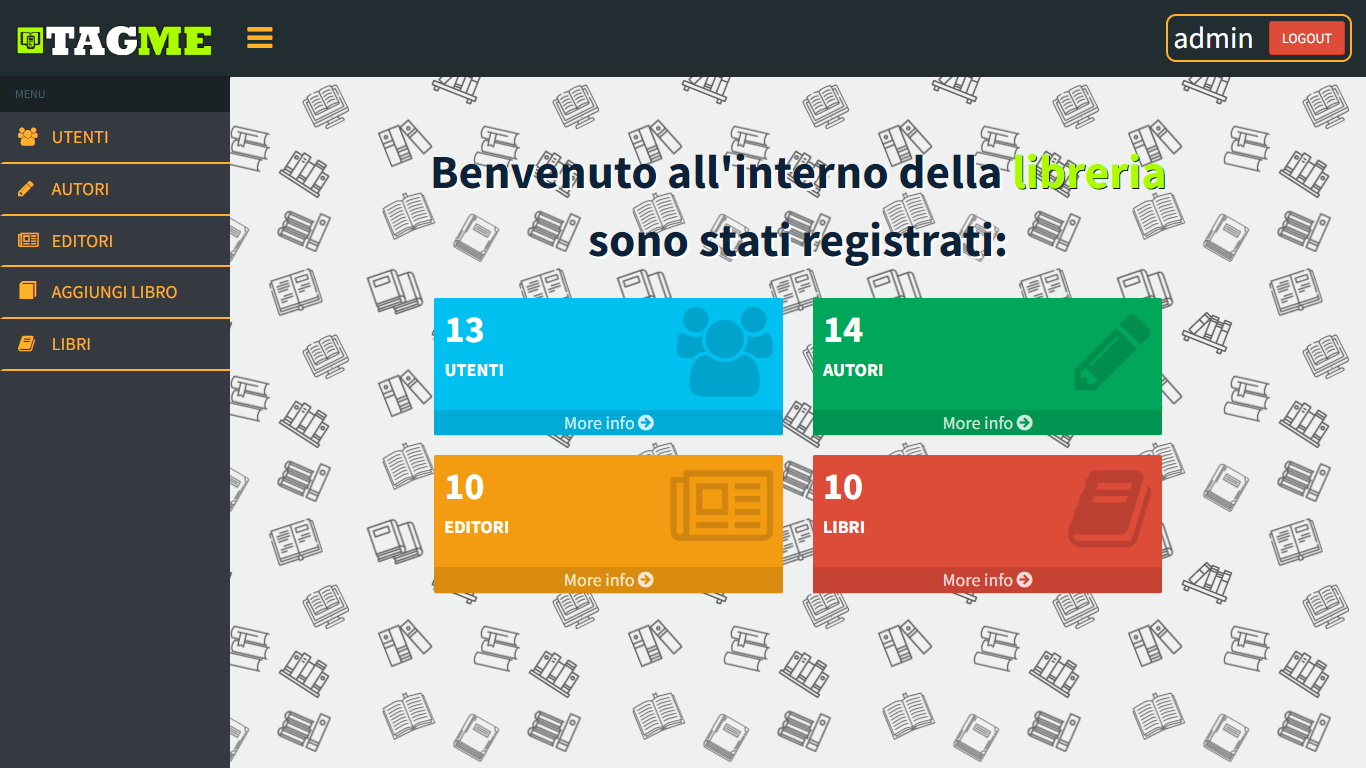 TAGME
admin
LOGOUT
MENU
UTENTI
AUTORI
EDITORI
AGGIUNGI LIBRO
LIBRI
Benvenuto all'interno della libreria
sono stati registrati:
13
UTENTI
More info
14
AUTORI
More info
10
EDITORI
More info
10
LIBRI
More info